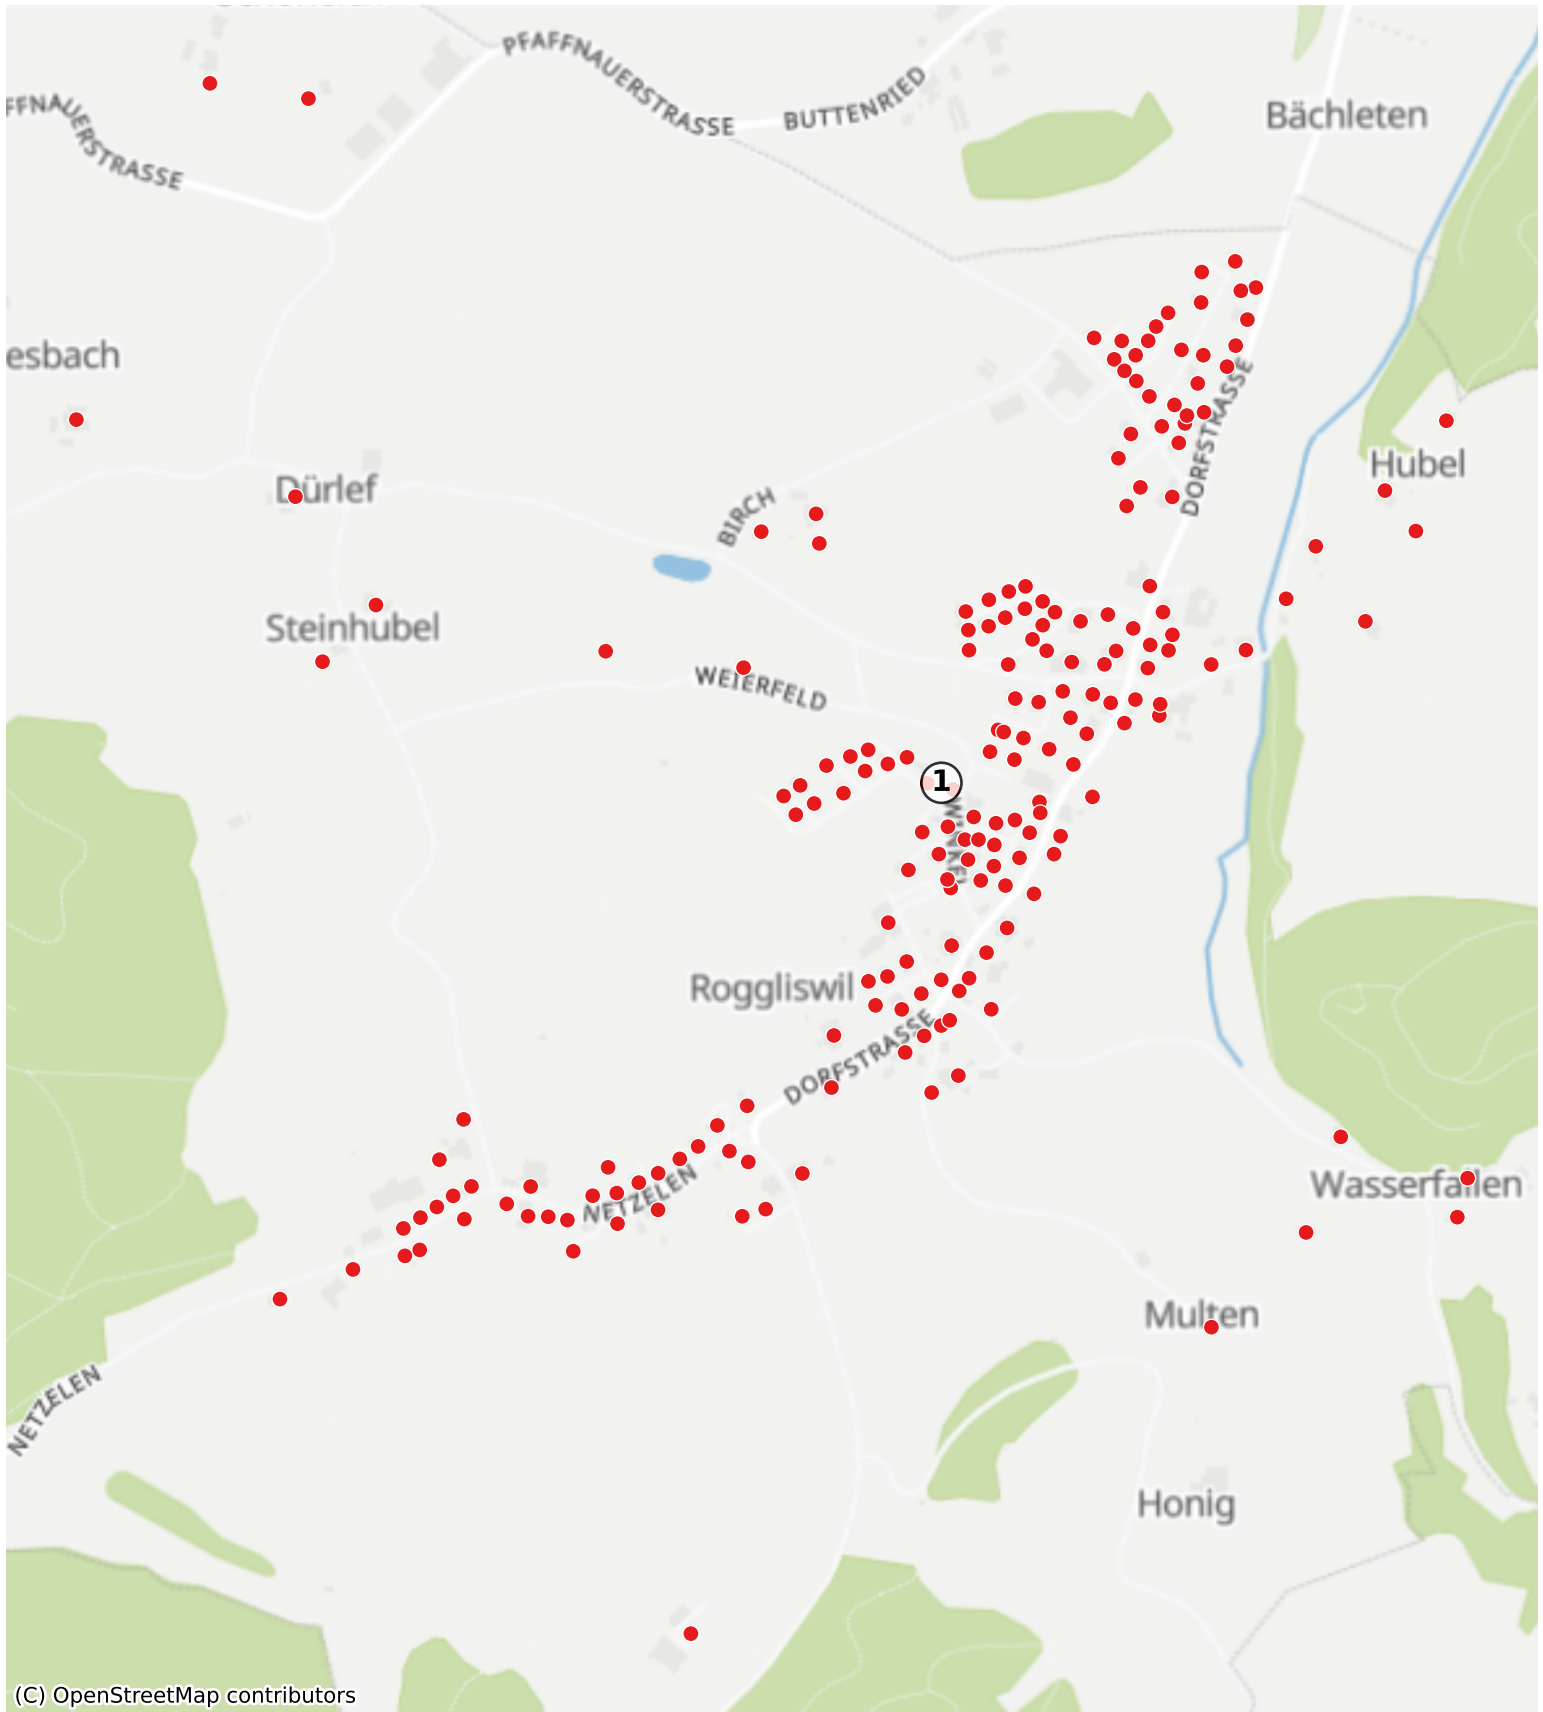 PFAFFNAUERSTRASSE
BUTTENRIED
FFNAUERSTRASSE
Bächleten
esbach
DORFSTRASSE
Hubel
Dürlef
BIRCH
Steinhubel
WEIERFELD
1
WINKEL
Roggliswil
DORFSTRASSE
NETZELEN
Wasserfallen
Multen
NETZELEN
Honig
(C) OpenStreetMap contributors